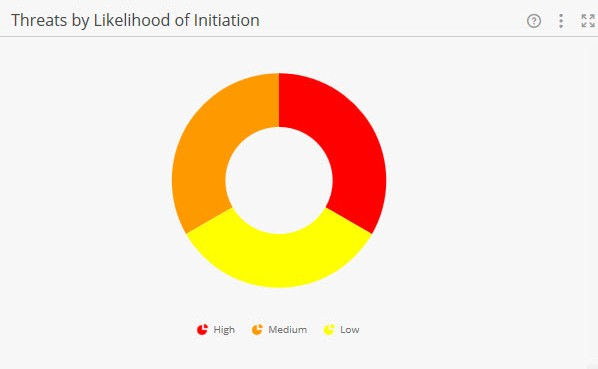 Threats by Likelihood of Initiation
High Medium Low